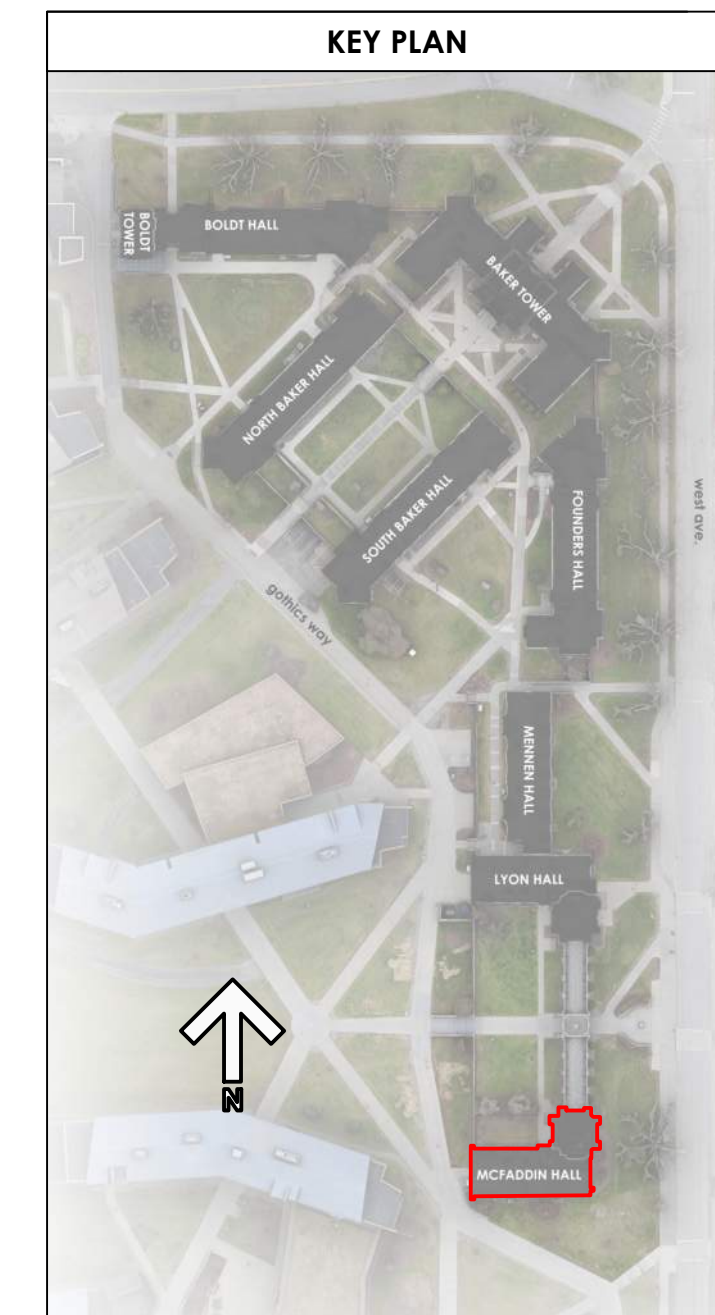 KEY PLAN
BOLDT
TOWER
BOLDT HALL
BAKER TOWER
NORTH BAKER HALL
SOUTH BAKER HALL
FOUNDERS HALL
west ave.
gothics way
MENNEN HALL
LYON HALL
N
MCFADDIN HALL